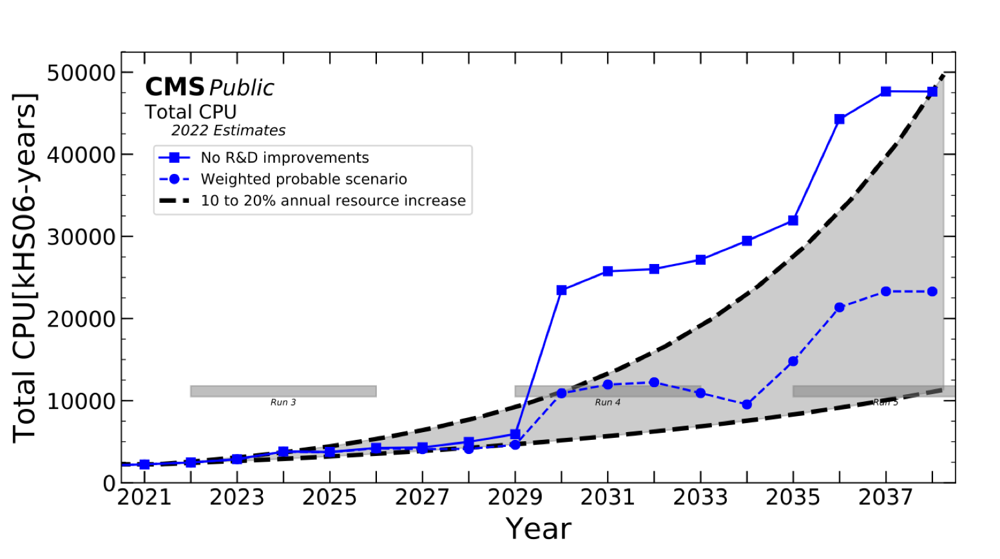 CMS Public
Total CPU
2022 Estimates
No R&D improvements
Weighted probable scenario
10 to 20% annual resource increase
Total CPU[kHS06-years]
50000
40000
30000
20000
10000
0
Run 3
Run 4
Run 5
2021 2023 2025 2027 2029 2031 2033 2035 2037
Year